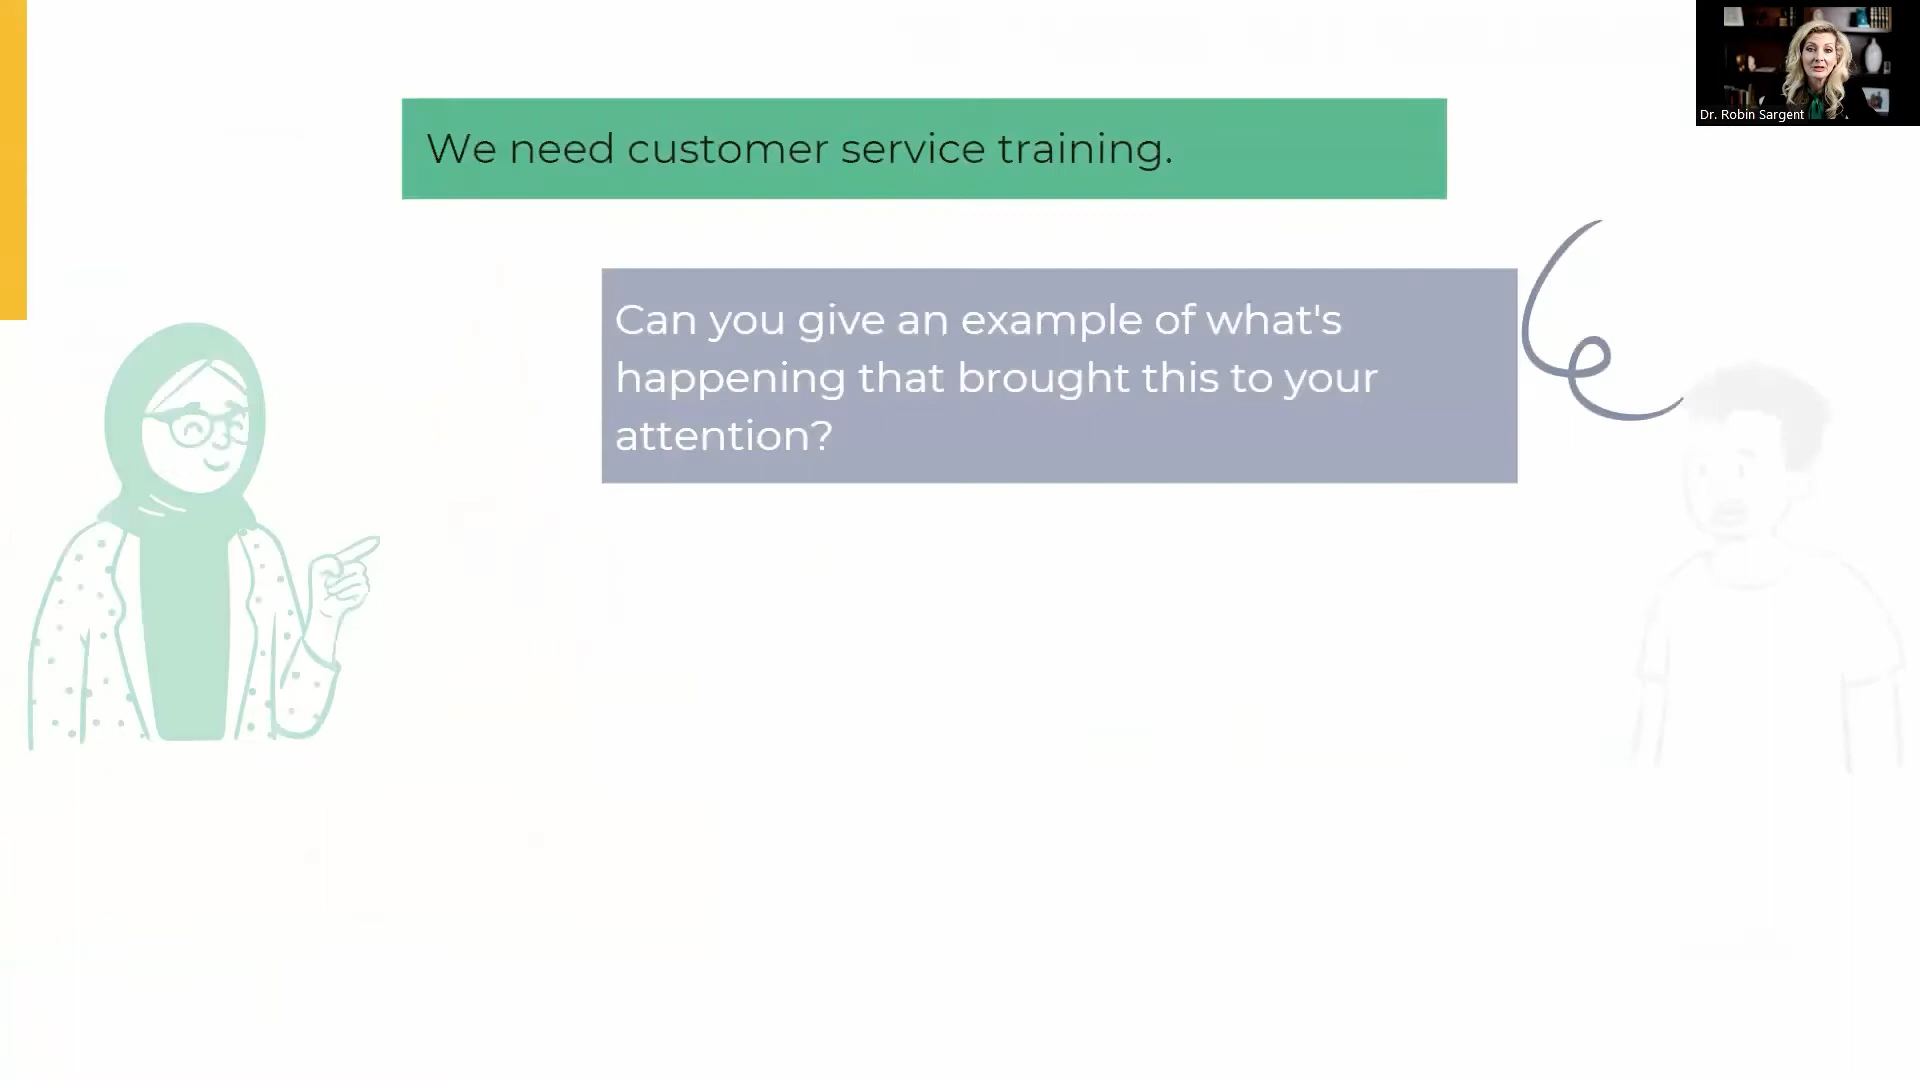 Dr. Robin Sargent
We need customer service training.
Can you give an example of what's
happening that brought this to your
attention?